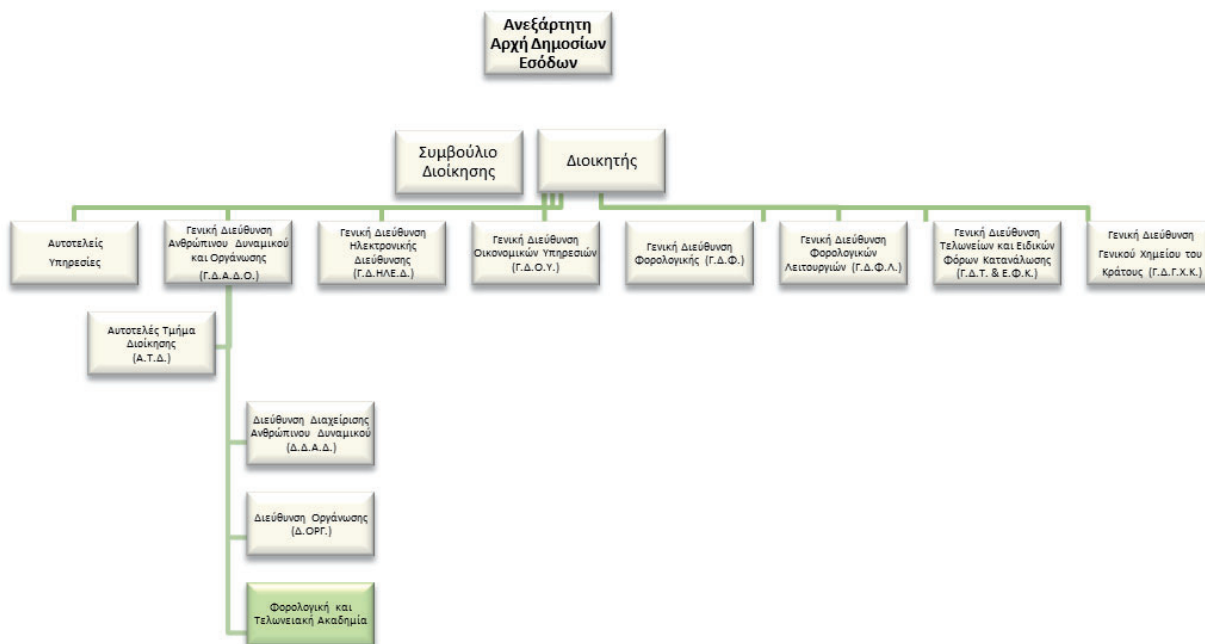 Ανεξάρτητη
Αρχή Δημοσίων
Εσόδων
Συμβούλιο
Διοίκησης
Διοικητής
Αυτοτελείς
Υπηρεσίες
Γενική Διεύθυνση
Ανθρώπινου Δυναμικού
και Οργάνωσης
(Γ.Δ.Α.Δ.Ο.)
Γενική Διεύθυνση
Ηλεκτρονικής
Διεύθυνσης
(Γ.Δ.ΗΛΕ.Δ.)
Γενική Διεύθυνση
Οικονομικών Υπηρεσιών
(Γ.Δ.Ο.Υ.)
Γενική Διεύθυνση
Φορολογικής (Γ.Δ.Φ.)
Γενική Διεύθυνση
Φορολογικών
Λειτουργιών (Γ.Δ.Φ.Λ.)
Γενική Διεύθυνση
Τελωνείων και Ειδικών
Φόρων Κατανάλωσης
(Γ.Δ.Τ. & Ε.Φ.Κ.)
Γενική Διεύθυνση
Γενικού Χημείου του
Κράτους (Γ.Δ.Γ.Χ.Κ.)
Αυτοτελές Τμήμα
Διοίκησης
(Α.Τ.Δ.)
Διεύθυνση Διαχείρισης
Ανθρώπινου Δυναμικού
(Δ.Δ.Α.Δ.)
Διεύθυνση Οργάνωσης
(Δ.ΟΡΓ.)
Φορολογική και
Τελωνειακή Ακαδημία